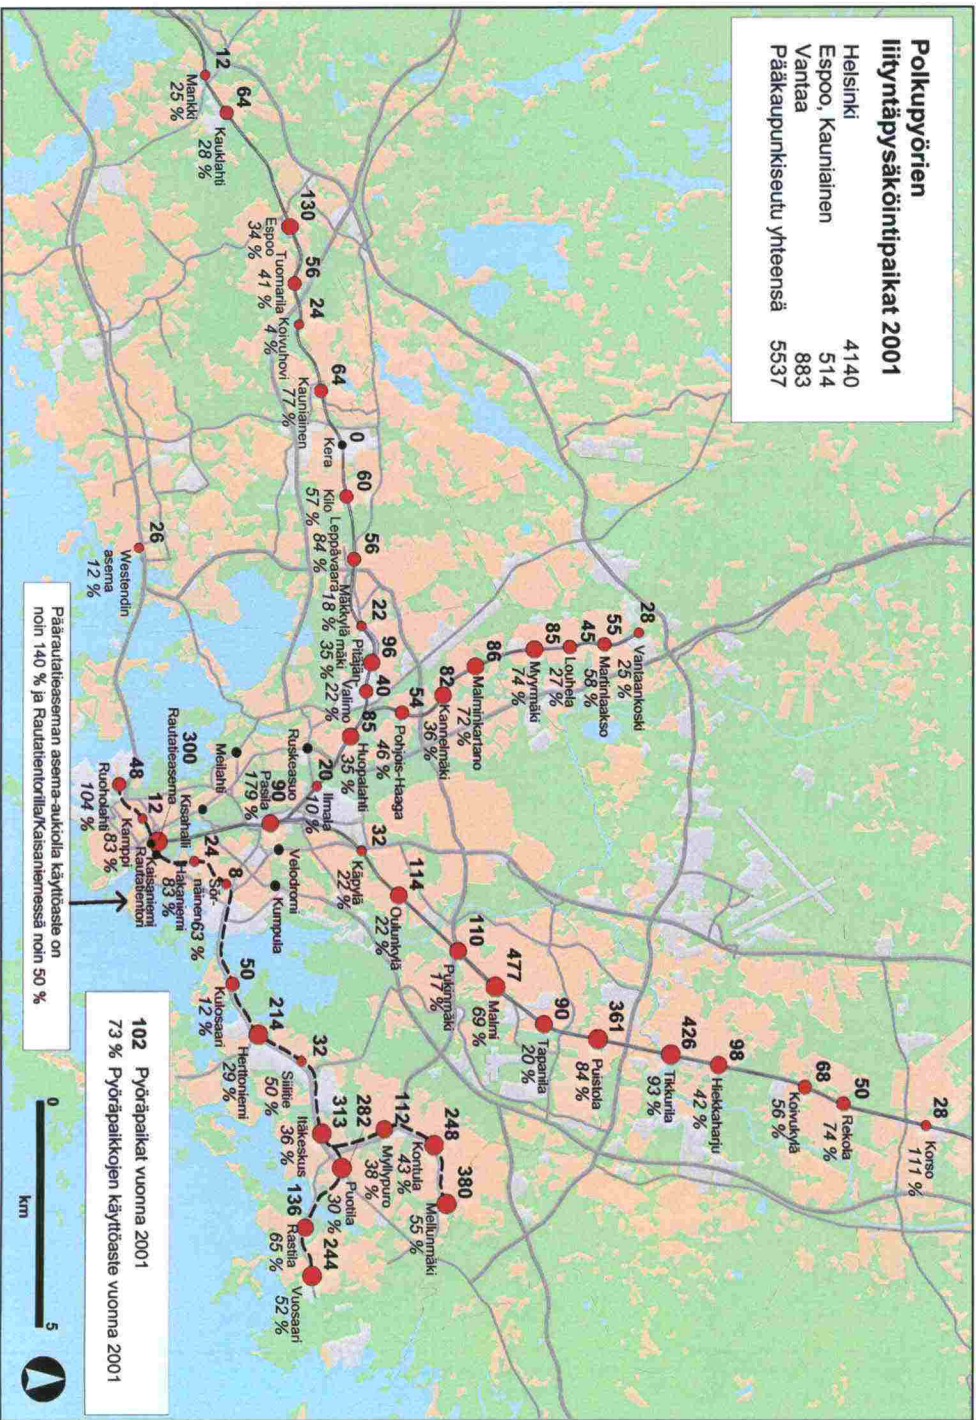 Polkupyörien
liityntäpysäköintipaikat 2001
Helsinki 4140
Espoo, Kauniainen 514
Vantaa 883
Pääkaupunkiseutu yhteensä 5537
12
Mankki
25 %
64
Kauklahti
28 %
130
Espoo
34 %
56
Tuomarila
41 %
24
Koivuhovi
4 %
64
Kauniainen
77 %
0
Kera
60
Kilo
57 %
56
Leppävaara
84 %
22
Mäkkylä
18 %
96
Pitäjän-
mäki
35 %
40
Valimo
22 %
85
Huopalahti
35 %
28
Vantaankoski
25 %
55
Martinlaakso
58 %
45
Louhela
27 %
85
Myyrmäki
74 %
86
Malminkartano
72 %
82
Kannelmäki
36 %
54
Pohjois-Haaga
46 %
20
Ilmala
10 %
90
Pasila
179 %
Ruskeasuo
Meilahti
Kisahalli
Velodromi
Kumpula
300
Rautatieasema
28
Korso
111 %
50
Rekola
74 %
68
Koivukylä
56 %
98
Hiekkaharju
42 %
426
Tikkurila
93 %
361
Puistola
84 %
90
Tapanila
20 %
477
Malmi
69 %
110
Pukinmäki
17 %
114
Oulunkylä
22 %
32
Käpylä
22 %
26
Westendin
asema
12 %
48
Ruoholahti
104 %
12
Kamppi
83 %
Rautatientori
Kaisaniemi
24
Hakaniemi
83 %
8
Sör-
näinen 63 %
50
Kulosaari
12 %
214
Herttoniemi
29 %
32
Siilitie
50 %
313
Itäkeskus
36 %
282
Myllypuro
38 %
112
Kontula
43 %
248
380
Mellunmäki
55 %
Puotila
30 %
136
Rastila
65 %
244
Vuosaari
52 %
Päärautatieaseman asema-aukiolla käyttöaste on
noin 140 % ja Rautatientorilla/Kaisaniemessä noin 50 %
102 Pyöräpaikat vuonna 2001
73 % Pyöräpaikkojen käyttöaste vuonna 2001
0 5
km